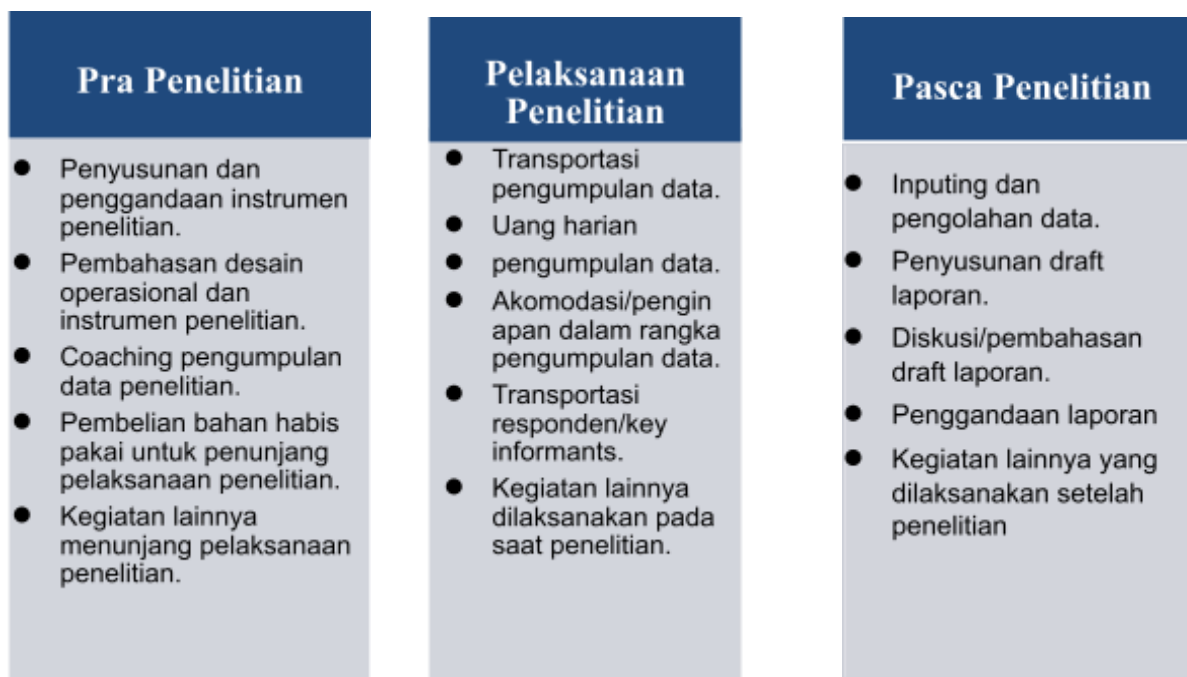 Pra Penelitian
● Penyusunan dan
penggandaan instrumen
penelitian.
● Pembahasan desain
operasional dan
instrumen penelitian.
● Coaching pengumpulan
data penelitian.
● Pembelian bahan habis
pakai untuk penunjang
pelaksanaan penelitian.
● Kegiatan lainnya
menunjang pelaksanaan
penelitian.
Pelaksanaan
Penelitian
● Transportasi
pengumpulan data.
● Uang harian
● pengumpulan data.
● Akomodasi/pengin
apan dalam rangka
pengumpulan data.
● Transportasi
responden/key
informants.
● Kegiatan lainnya
dilaksanakan pada
saat penelitian.
Pasca Penelitian
● Inputing dan
pengolahan data.
● Penyusunan draft
laporan.
● Diskusi/pembahasan
draft laporan.
● Penggandaan laporan
● Kegiatan lainnya yang
dilaksanakan setelah
penelitian